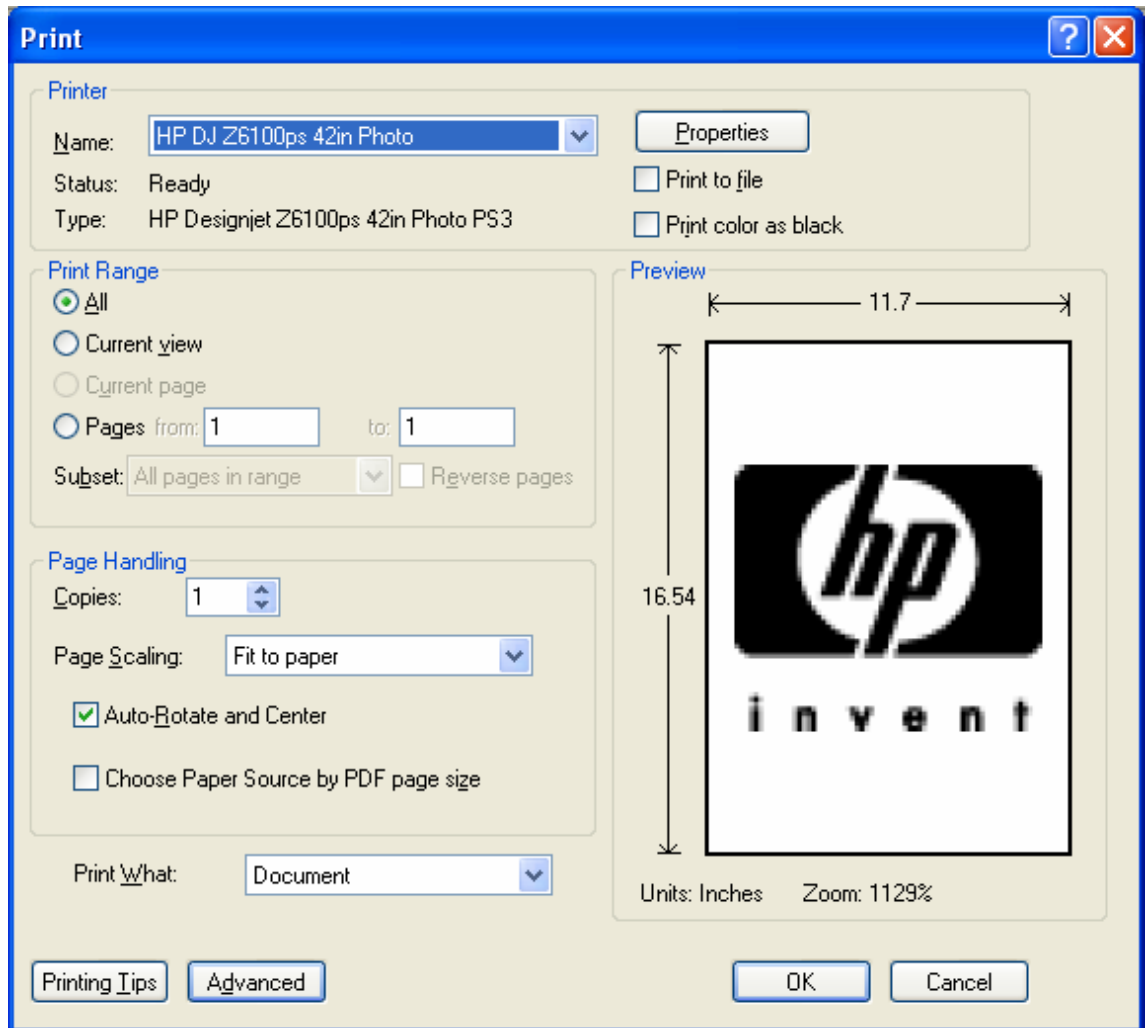 Print
Printer
Name: HP DJ Z6100ps 42in Photo Properties
Status: Ready Print to file
Type: HP Designjet Z6100ps 42in Photo PS3 Print color as black
Print Range
All
Current view
Current page
Pages from: 1 to: 1
Subset: All pages in range Reverse pages
Page Handling
Copies: 1
Page Scaling: Fit to paper
Auto-Rotate and Center
Choose Paper Source by PDF page size
Print What: Document
Preview
11.7
16.54
hp
invent
Units: Inches Zoom: 1129%
Printing Tips Advanced OK Cancel